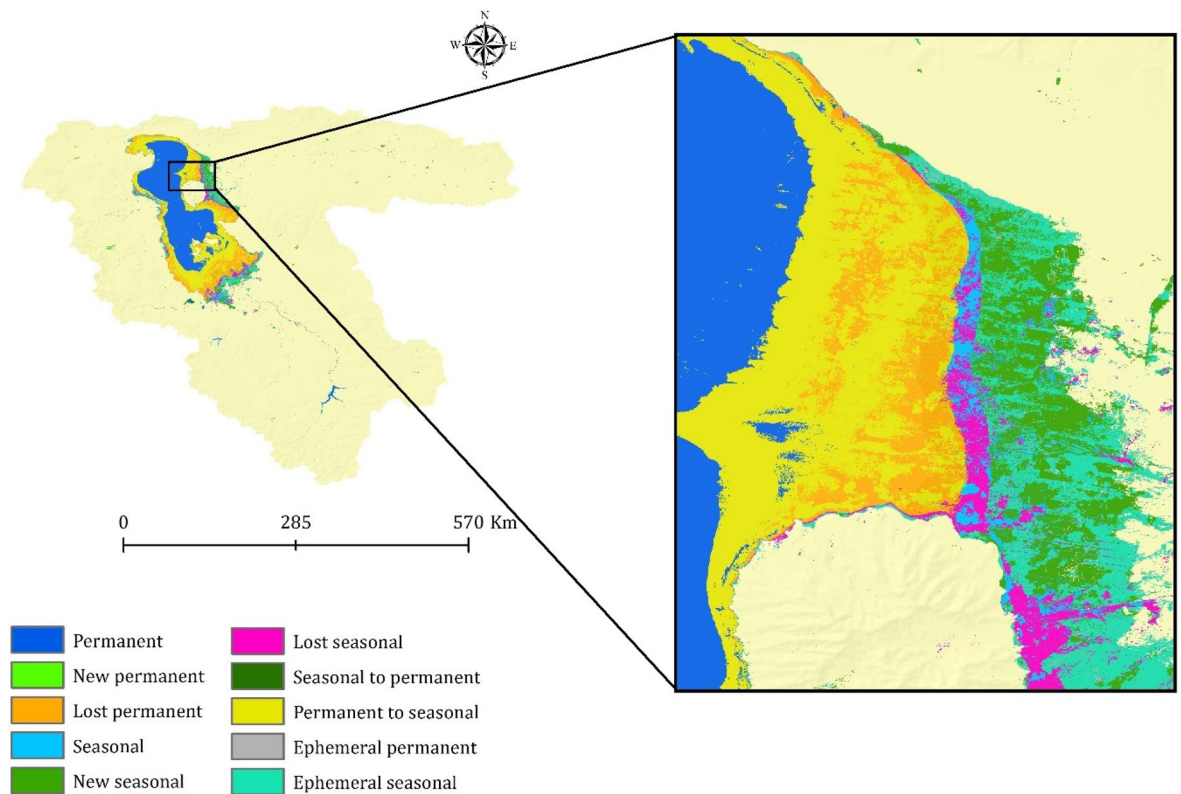 N
W E
S
0 285 570 Km
Permanent
New permanent
Lost permanent
Seasonal
New seasonal
Lost seasonal
Seasonal to permanent
Permanent to seasonal
Ephemeral permanent
Ephemeral seasonal